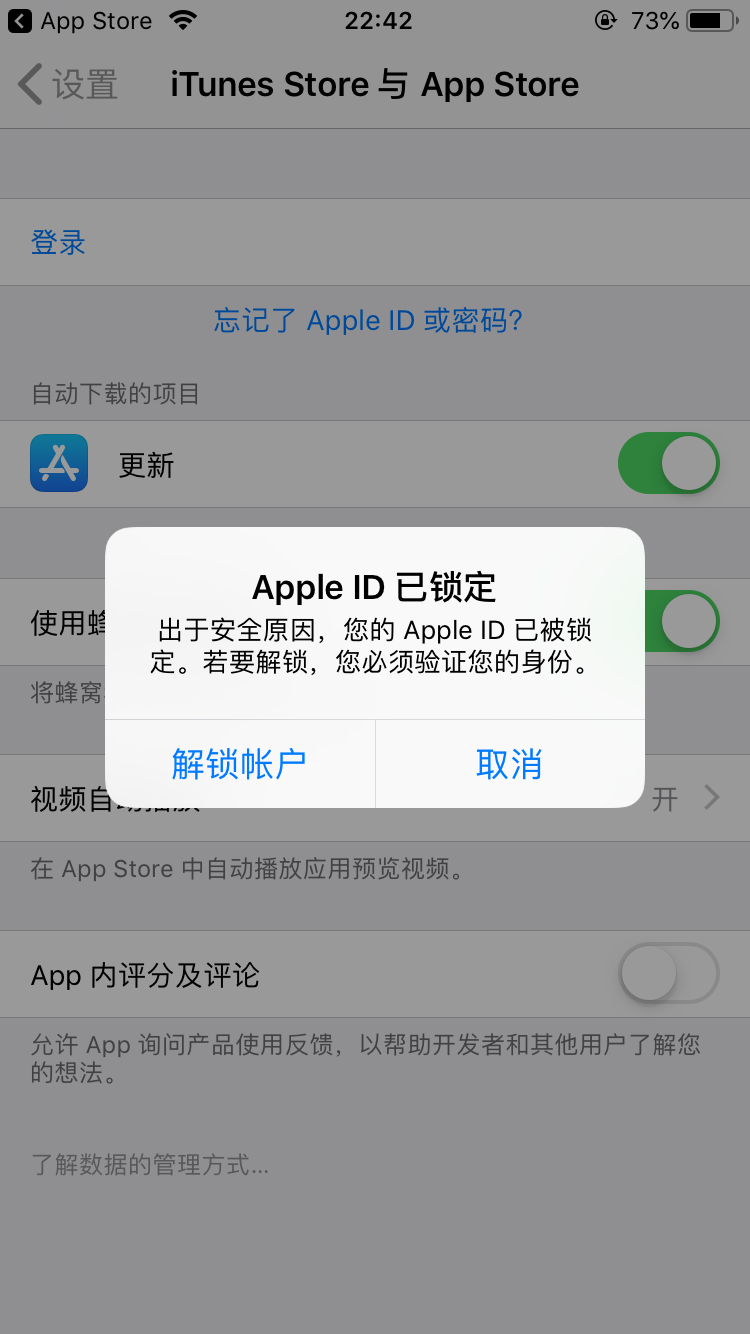 App Store
22:42
73%
设置
iTunes Store 与 App Store
登录
忘记了 Apple ID 或密码?
自动下载的项目
更新
Apple ID 已锁定
出于安全原因，您的 Apple ID 已被锁
定。若要解锁，您必须验证您的身份。
使用
将蜂窝
解锁帐户
取消
视频自
开
在 App Store 中自动播放应用预览视频。
App 内评分及评论
允许 App 询问产品使用反馈，以帮助开发者和其他用户了解您
的想法。
了解数据的管理方式...